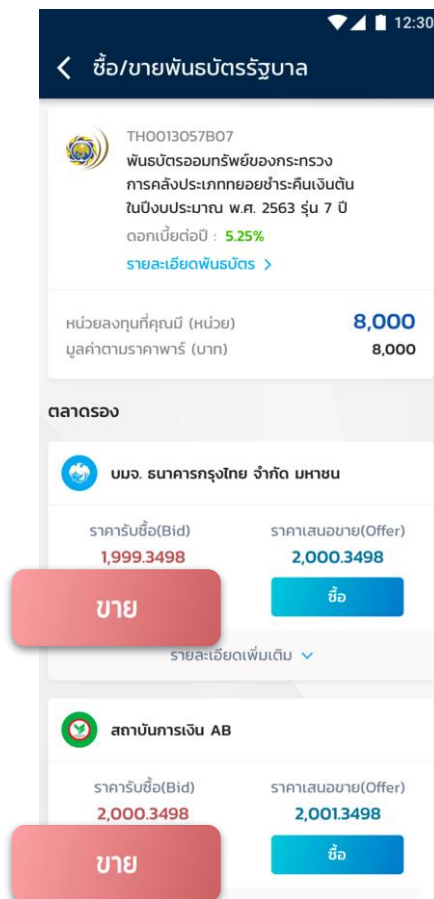 12:30
ซื้อ/ขายพันธบัตรรัฐบาล
TH0013057B07
พันธบัตรออมทรัพย์ของกระทรวง
การคลังประเภททยอยชำระคืนเงินต้น
ในปีงบประมาณ พ.ศ. 2563 รุ่น 7 ปี
ดอกเบี้ยต่อปี : 5.25%
รายละเอียดพันธบัตร >
หน่วยลงทุนที่คุณมี (หน่วย) 8,000
มูลค่าตามราคาพาร์ (บาท) 8,000
ตลาดรอง
บมจ. ธนาคารกรุงไทย จำกัด มหาชน
ราคารับซื้อ(Bid) ราคาเสนอขาย(Offer)
1,999.3498 2,000.3498
ขาย ซื้อ
รายละเอียดเพิ่มเติม
สถาบันการเงิน AB
ราคารับซื้อ(Bid) ราคาเสนอขาย(Offer)
2,000.3498 2,001.3498
ขาย ซื้อ